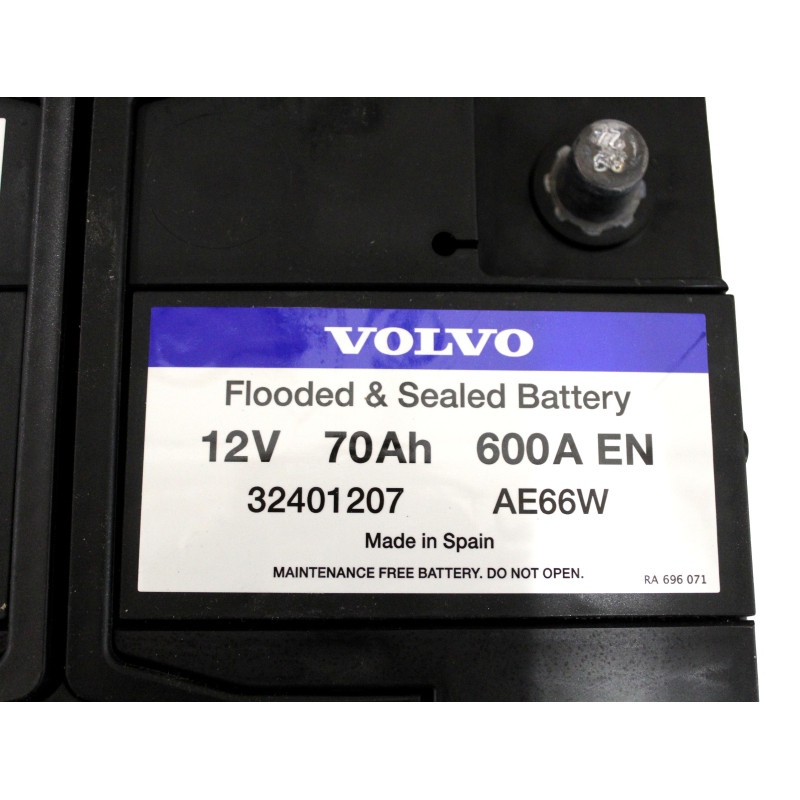 VOLVO
Flooded & Sealed Battery
12V 70Ah 600A EN
32401207 AE66W
Made in Spain
MAINTENANCE FREE BATTERY. DO NOT OPEN.
RA 696 071